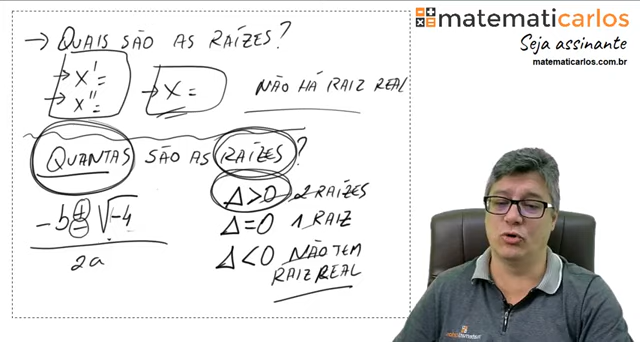 matematicarlos
Seja assinante
matematicarlos.com.br
→ QUAIS SÃO AS RAÍZES?
→ x' =
→ x'' =
→ x =
NÃO HÁ RAIZ REAL
QUANTAS SÃO AS RAÍZES?
Δ>0 2 RAÍZES
Δ=0 1 RAIZ
Δ<0 NÃO TEM
RAIZ REAL
-b ± √-4
2a